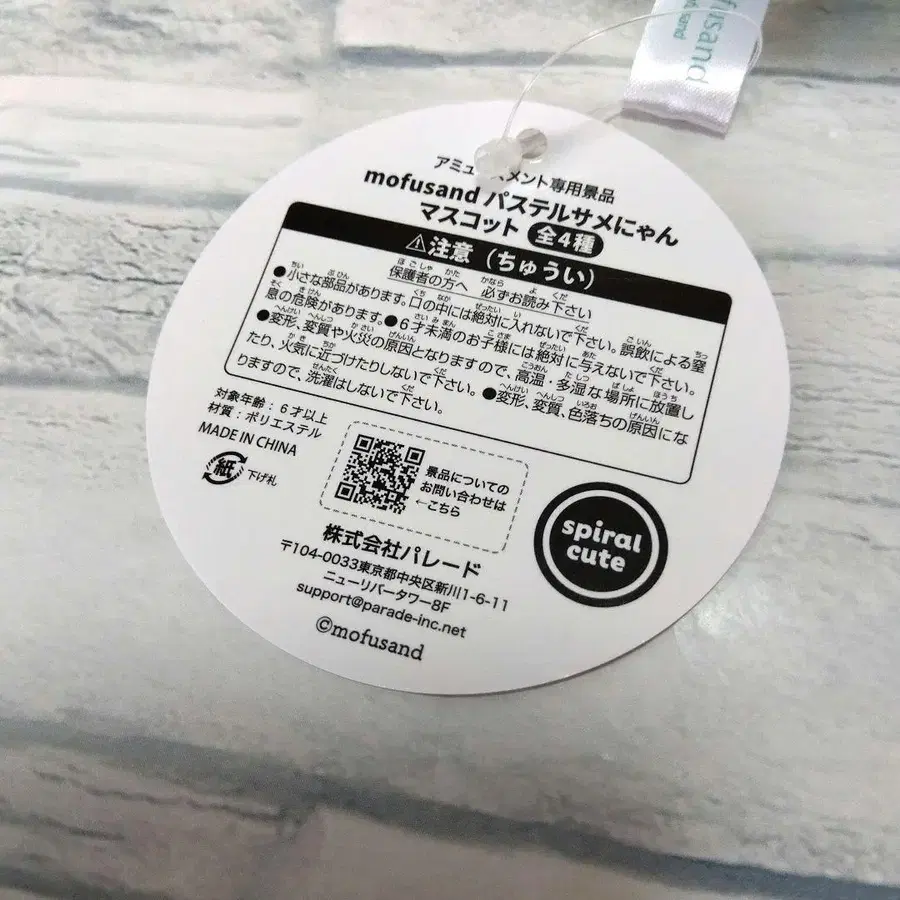 mofusand
アミューズメント専用景品
mofusand パステルサメにゃん
マスコット 全4種
⚠注意（ちゅうい）
保護者の方へ 必ずお読み下さい
●小さな部品があります。口の中には絶対に入れないで下さい。誤飲による窒
息の危険があります。●6才未満のお子様には絶対に与えないで下さい。
●変形、変質や火災の原因となりますので、高温・多湿な場所に放置し
たり、火気に近づけたりしないで下さい。●変形、変質、色落ちの原因にな
りますので、洗濯はしないで下さい。
対象年齢：6才以上
材質：ポリエステル
MADE IN CHINA
紙 下げ札
景品についての
お問い合わせは
←こちら
spiral
cute
株式会社パレード
〒104-0033東京都中央区新川1-6-11
ニューリバータワー8F
support@parade-inc.net
©mofusand